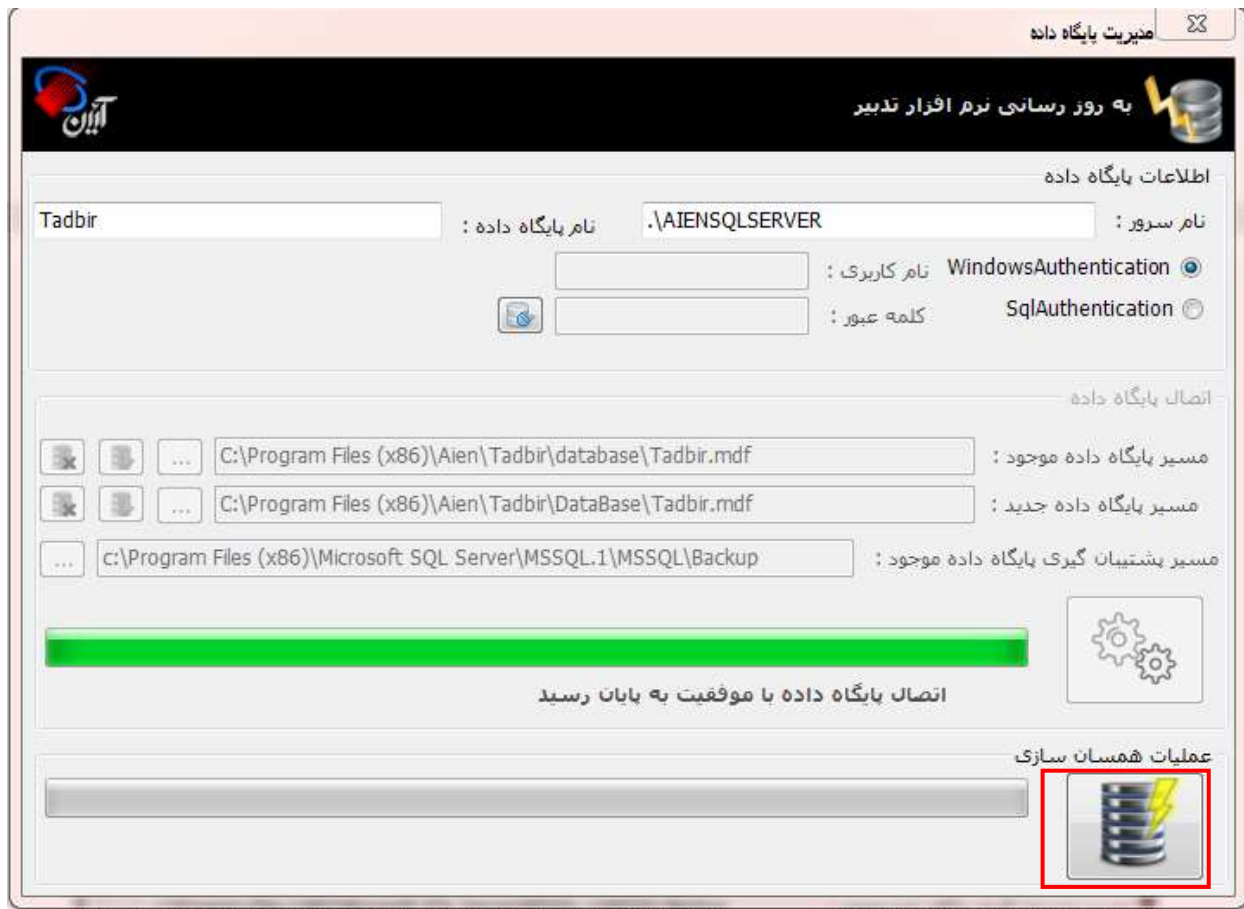 مدیریت پایگاه داده
به روز رسانی نرم افزار تدبیر
آیین
اطلاعات پایگاه داده
نام سرور : .\AIENSQLSERVER نام پایگاه داده : Tadbir
WindowsAuthentication نام کاربری :
SqlAuthentication کلمه عبور :
اتصال پایگاه داده
مسیر پایگاه داده موجود : C:\Program Files (x86)\Aien\Tadbir\database\Tadbir.mdf ...
مسیر پایگاه داده جدید : C:\Program Files (x86)\Aien\Tadbir\DataBase\Tadbir.mdf ...
مسیر پشتیبان گیری پایگاه داده موجود : c:\Program Files (x86)\Microsoft SQL Server\MSSQL.1\MSSQL\Backup ...
اتصال پایگاه داده با موفقیت به پایان رسید
عملیات همسان سازی